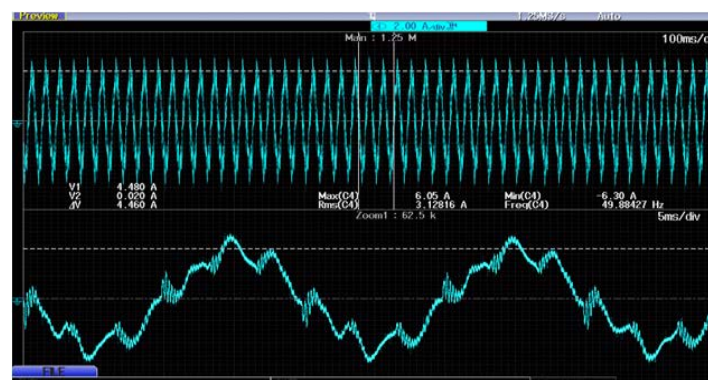 Preview 1.25MS/s Auto
2.00 A/div
Main : 1.25 M 100ms/d
V1 4.480 A
V2 0.020 A Max(C4) 6.05 A Min(C4) -6.30 A
ΔV 4.460 A Rms(C4) 3.12816 A Freq(C4) 49.88427 Hz
Zoom1 : 62.5 k 5ms/div
FILE